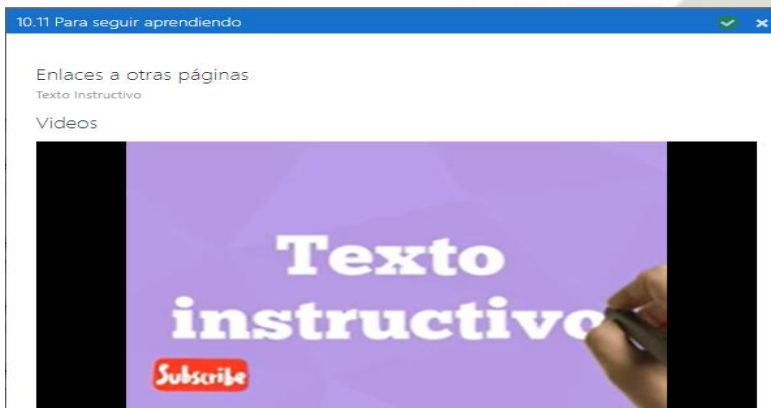 10.11 Para seguir aprendiendo
Enlaces a otras páginas
Texto Instructivo
Videos
Texto
instructivo
Subscribe